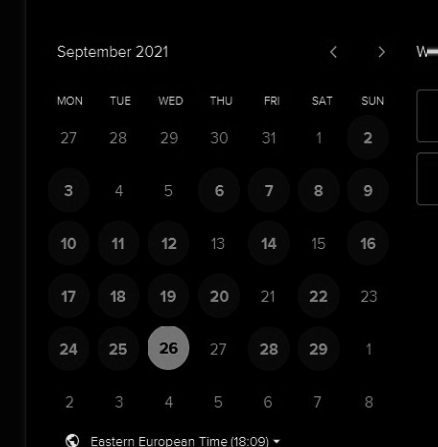 September 2021
MON TUE WED THU FRI SAT SUN
27 28 29 30 31 1 2
3 4 5 6 7 8 9
10 11 12 13 14 15 16
17 18 19 20 21 22 23
24 25 26 27 28 29 1
2 3 4 5 6 7 8
Eastern European Time (18:09)